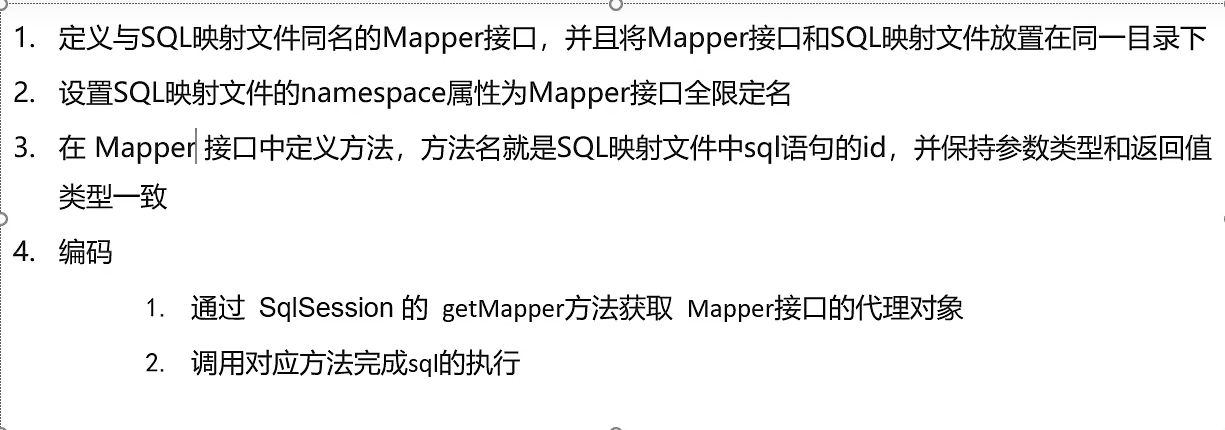 1. 定义与SQL映射文件同名的Mapper接口，并且将Mapper接口和SQL映射文件放置在同一目录下
2. 设置SQL映射文件的namespace属性为Mapper接口全限定名
3. 在 Mapper 接口中定义方法，方法名就是SQL映射文件中sql语句的id，并保持参数类型和返回值
类型一致
4. 编码
1. 通过 SqlSession 的 getMapper方法获取 Mapper接口的代理对象
2. 调用对应方法完成sql的执行